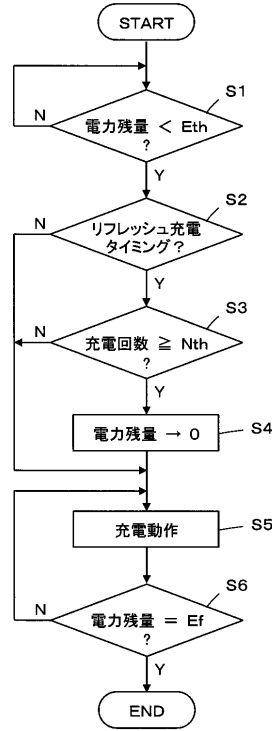 START
S1
電力残量 < Eth
?
N
Y
S2
リフレッシュ充電
タイミング?
N
Y
S3
充電回数 ≧ Nth
?
N
Y
S4
電力残量 → 0
S5
充電動作
S6
電力残量 = Ef
?
N
Y
END